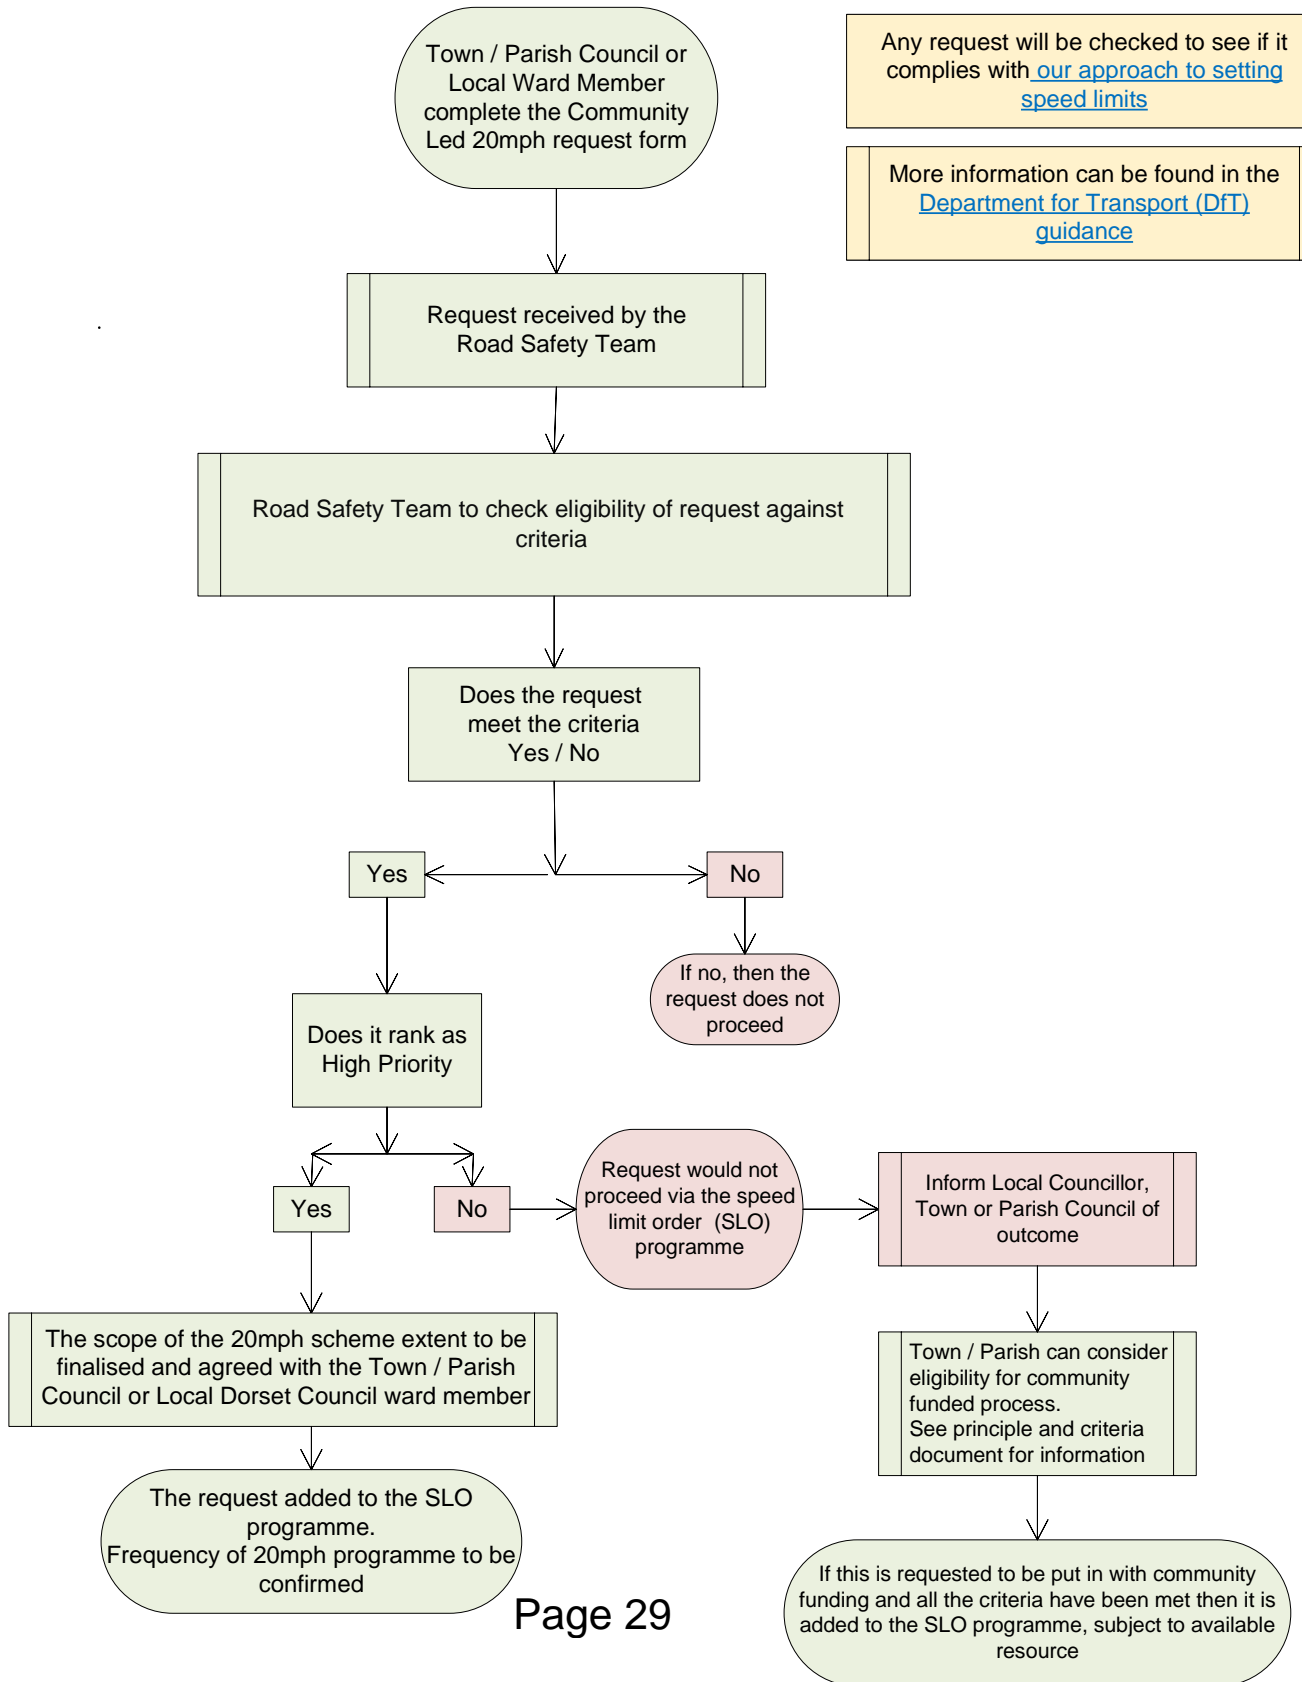 Town / Parish Council or
Local Ward Member
complete the Community
Led 20mph request form
Any request will be checked to see if it
complies with our approach to setting
speed limits
More information can be found in the
Department for Transport (DfT)
guidance
Request received by the
Road Safety Team
Road Safety Team to check eligibility of request against
criteria
Does the request
meet the criteria
Yes / No
Yes
No
If no, then the
request does not
proceed
Does it rank as
High Priority
Yes
No
Request would not
proceed via the speed
limit order (SLO)
programme
Inform Local Councillor,
Town or Parish Council of
outcome
The scope of the 20mph scheme extent to be
finalised and agreed with the Town / Parish
Council or Local Dorset Council ward member
Town / Parish can consider
eligibility for community
funded process.
See principle and criteria
document for information
The request added to the SLO
programme.
Frequency of 20mph programme to be
confirmed
If this is requested to be put in with community
funding and all the criteria have been met then it is
added to the SLO programme, subject to available
resource
Page 29